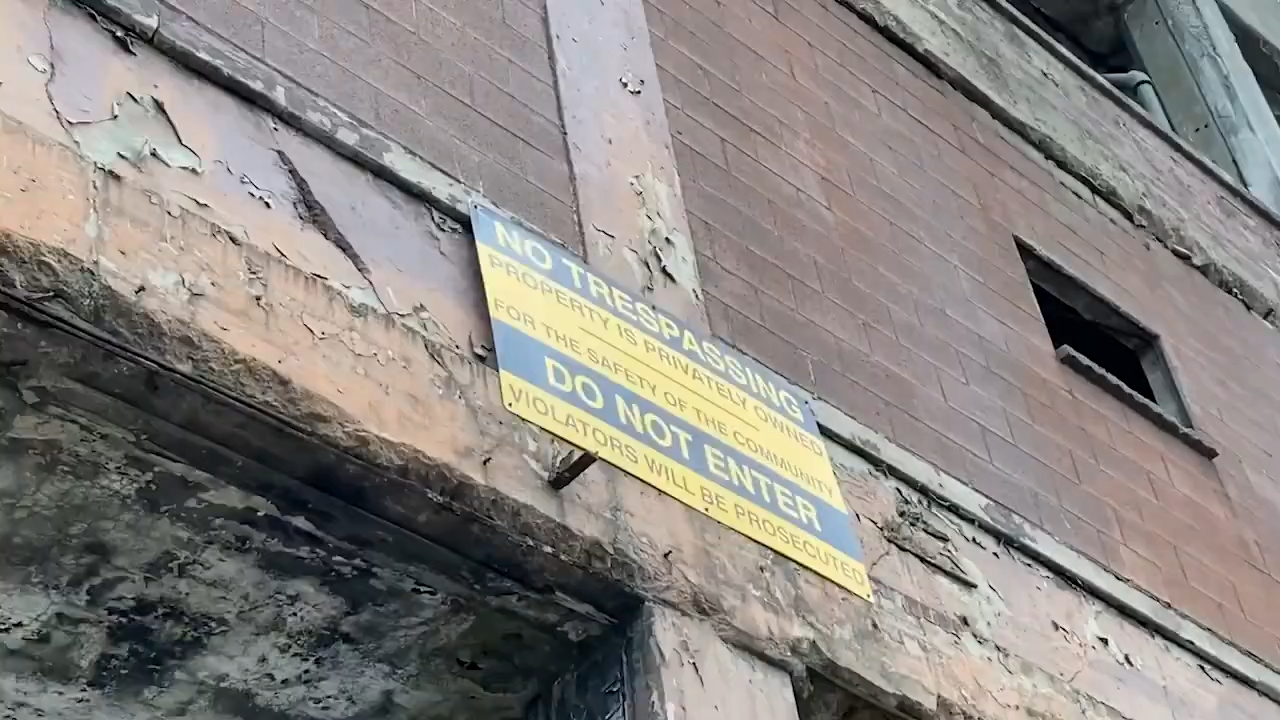 NO TRESPASSING
PROPERTY IS PRIVATELY OWNED
FOR THE SAFETY OF THE COMMUNITY
DO NOT ENTER
VIOLATORS WILL BE PROSECUTED